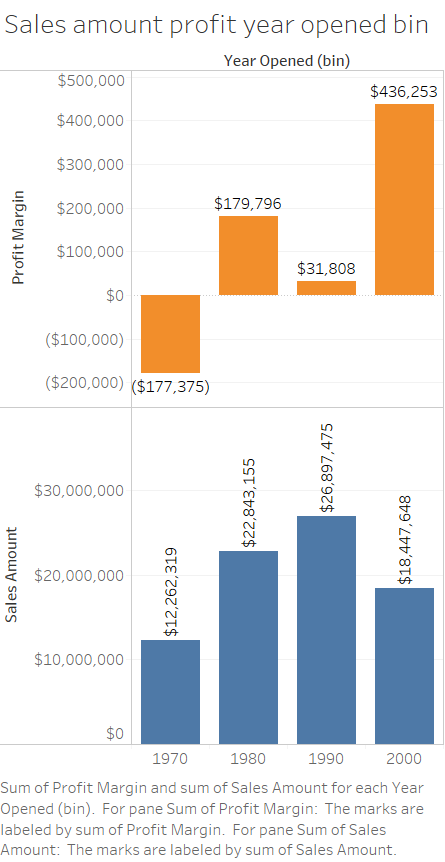 Sales amount profit year opened bin
Year Opened (bin)
$500,000
$436,253
$400,000
$300,000
$200,000
$179,796
$100,000
$31,808
$0
($100,000)
($200,000)
($177,375)
Profit Margin
$30,000,000
$20,000,000
$10,000,000
$0
Sales Amount
$12,262,319
$22,843,155
$26,897,475
$18,447,648
1970 1980 1990 2000
Sum of Profit Margin and sum of Sales Amount for each Year
Opened (bin). For pane Sum of Profit Margin: The marks are
labeled by sum of Profit Margin. For pane Sum of Sales
Amount: The marks are labeled by sum of Sales Amount.